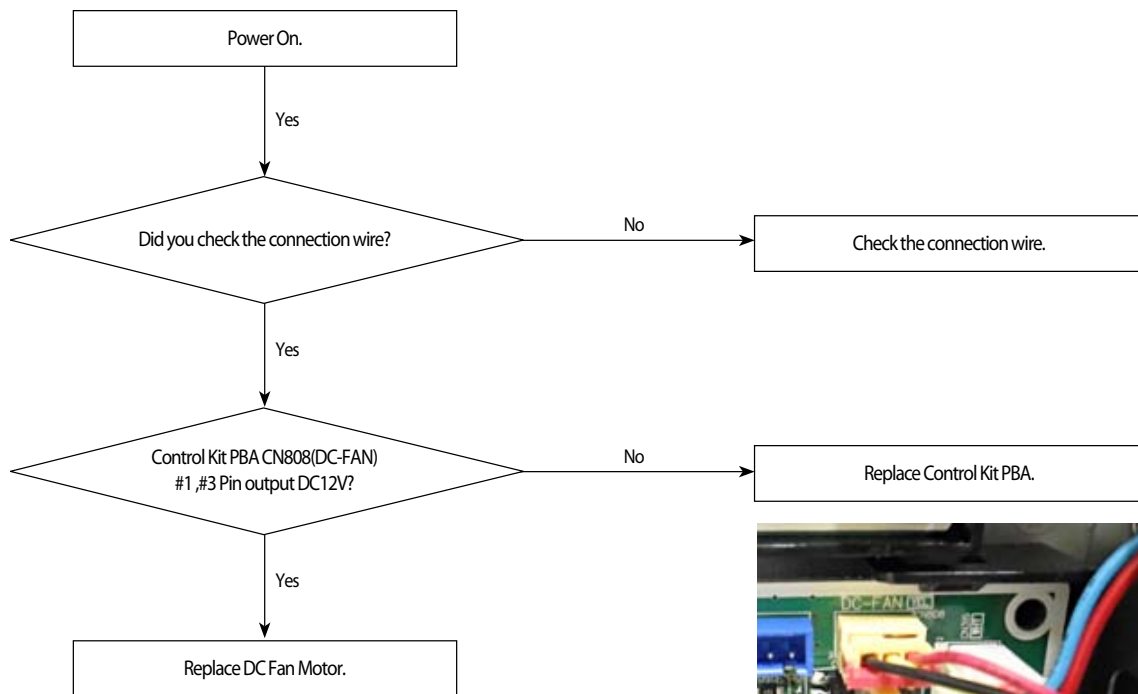 Power On.
Yes
Did you check the connection wire?
No
Check the connection wire.
Yes
Control Kit PBA CN808(DC-FAN)
#1 ,#3 Pin output DC12V?
No
Replace Control Kit PBA.
Yes
Replace DC Fan Motor.
DC-FAN